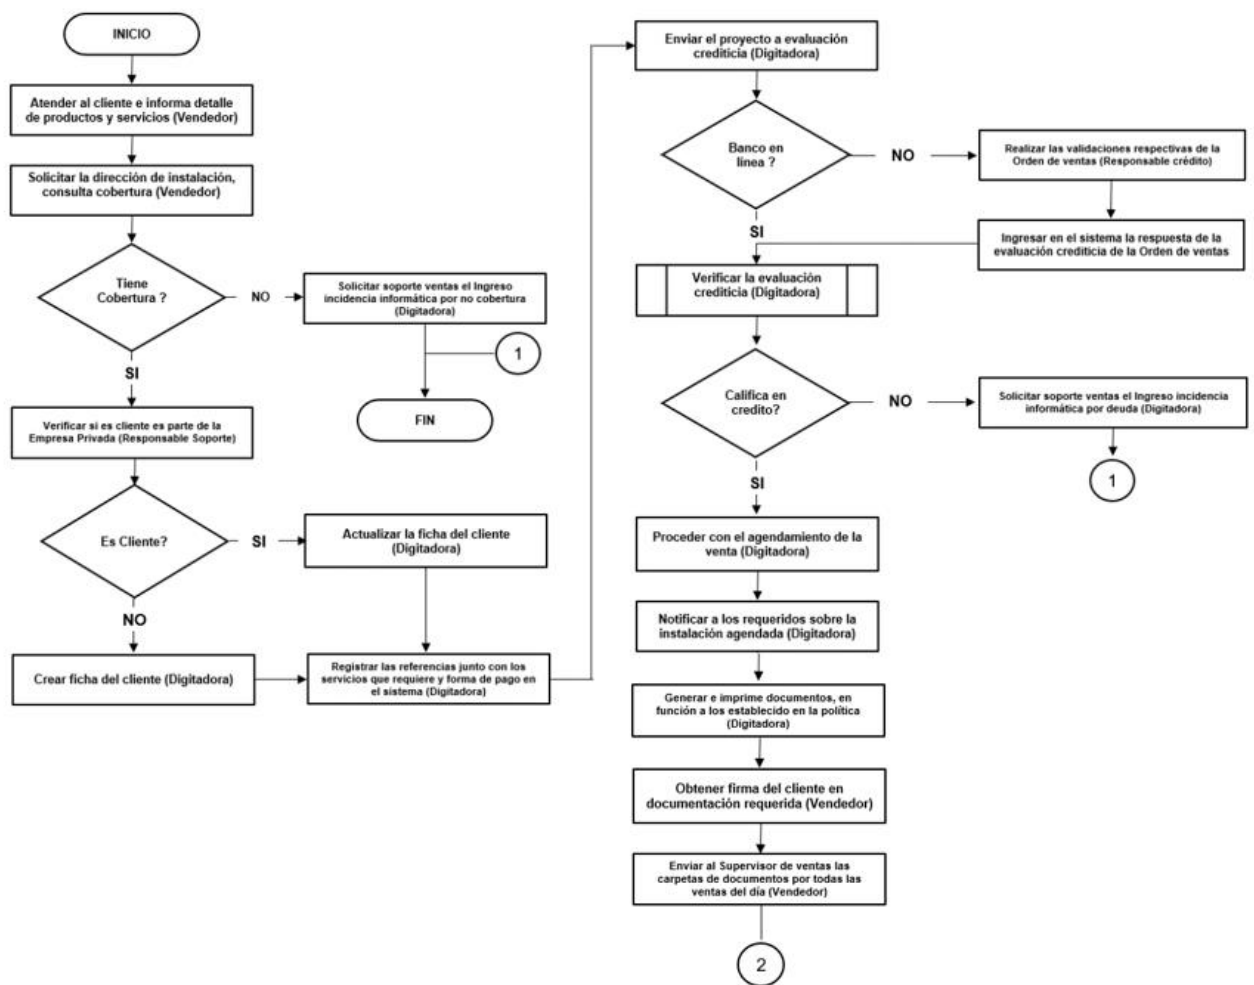 INICIO
Atender al cliente e informa detalle
de productos y servicios (Vendedor)
Solicitar la dirección de instalación,
consulta cobertura (Vendedor)
Tiene
Cobertura ?
NO
Solicitar soporte ventas el Ingreso
incidencia informática por no cobertura
(Digitadora)
1
FIN
SI
Verificar si es cliente es parte de la
Empresa Privada (Responsable Soporte)
Es Cliente?
SI
Actualizar la ficha del cliente
(Digitadora)
NO
Crear ficha del cliente (Digitadora)
Registrar las referencias junto con los
servicios que requiere y forma de pago en
el sistema (Digitadora)
Enviar el proyecto a evaluación
crediticia (Digitadora)
Banco en
línea ?
NO
Realizar las validaciones respectivas de la
Orden de ventas (Responsable crédito)
Ingresar en el sistema la respuesta de la
evaluación crediticia de la Orden de ventas
SI
Verificar la evaluación
crediticia (Digitadora)
Califica en
credito?
NO
Solicitar soporte ventas el Ingreso incidencia
informática por deuda (Digitadora)
1
SI
Proceder con el agendamiento de la
venta (Digitadora)
Notificar a los requeridos sobre la
instalación agendada (Digitadora)
Generar e imprime documentos, en
función a los establecido en la política
(Digitadora)
Obtener firma del cliente en
documentación requerida (Vendedor)
Enviar al Supervisor de ventas las
carpetas de documentos por todas las
ventas del día (Vendedor)
2